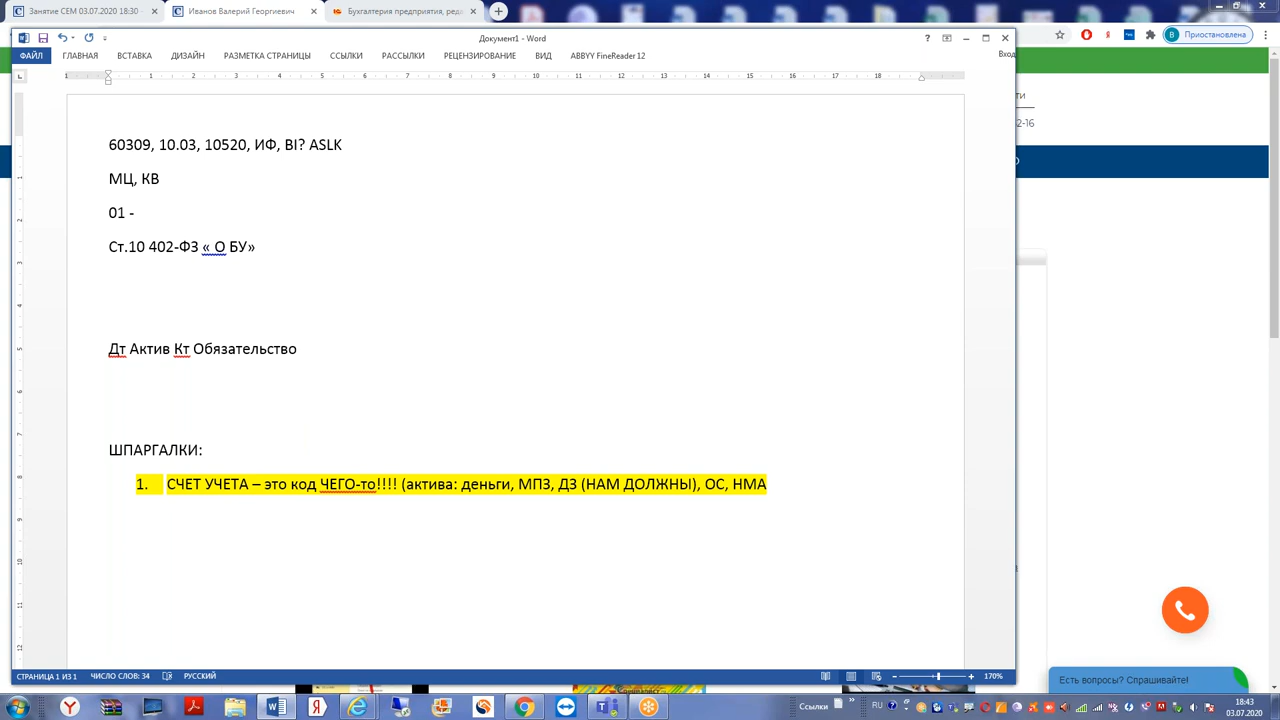 Занятие СЕМ 03.07.2020 18:30
Иванов Валерий Георгиевич
Бухгалтерия предприятия, ред
Документ1 - Word
Приостановлена
ФАЙЛ ГЛАВНАЯ ВСТАВКА ДИЗАЙН РАЗМЕТКА СТРАНИЦЫ ССЫЛКИ РАССЫЛКИ РЕЦЕНЗИРОВАНИЕ ВИД ABBYY FineReader 12
Вход
60309, 10.03, 10520, ИФ, BI? ASLK
МЦ, КВ
01 -
Ст.10 402-ФЗ « О БУ»
Дт Актив Кт Обязательство
ШПАРГАЛКИ:
1. СЧЕТ УЧЕТА – это код ЧЕГО-то!!!! (актива: деньги, МПЗ, ДЗ (НАМ ДОЛЖНЫ), ОС, НМА
ти
2-16
СТРАНИЦА 1 ИЗ 1 ЧИСЛО СЛОВ: 34 РУССКИЙ 170%
Есть вопросы? Спрашивайте!
Ссылки
RU
18:43
03.07.2020